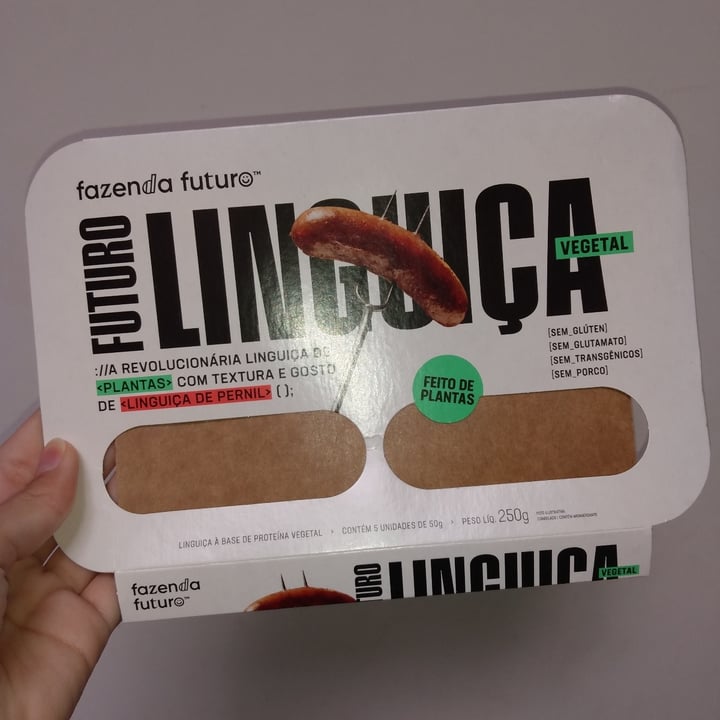 fazenda futuro™
FUTURO
LINGUIÇA
VEGETAL
://A REVOLUCIONÁRIA LINGUIÇA DE
<PLANTAS> COM TEXTURA E GOSTO
DE <LINGUIÇA DE PERNIL> ( );
[SEM_GLÚTEN]
[SEM_GLUTAMATO]
[SEM_TRANSGÊNICOS]
[SEM_PORCO]
FEITO DE
PLANTAS
LINGUIÇA À BASE DE PROTEÍNA VEGETAL > CONTÉM 5 UNIDADES DE 50g > PESO LÍQ. 250g
fazenda
futuro™
FUTURO
LINGUIÇA
VEGETAL